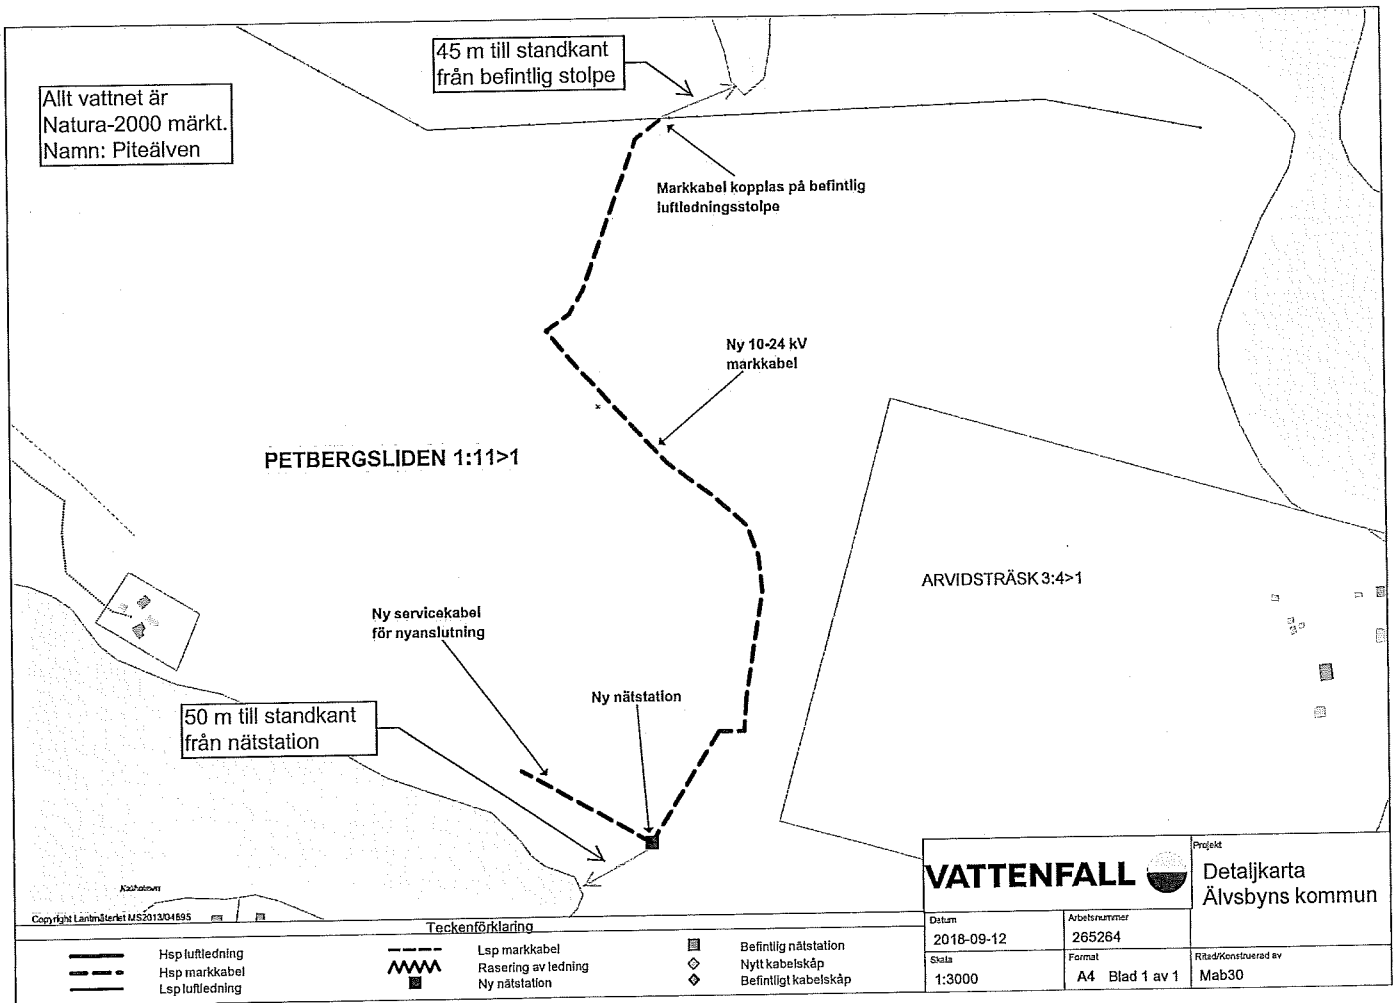 45 m till standkant
från befintlig stolpe
Allt vattnet är
Natura-2000 märkt.
Namn: Piteälven
Markkabel kopplas på befintlig
luftledningsstolpe
Ny 10-24 kV
markkabel
PETBERGSLIDEN 1:11>1
ARVIDSTRÄSK 3:4>1
Ny servicekabel
för nyanslutning
Ny nätstation
50 m till standkant
från nätstation
Copyright Lantmäteriet MS2013/04895
Teckenförklaring
Hsp luftledning
Hsp markkabel
Lsp luftledning
Lsp markkabel
Rasering av ledning
Ny nätstation
Befintlig nätstation
Nytt kabelskåp
Befintligt kabelskåp
VATTENFALL
Projekt
Detaljkarta
Älvsbyns kommun
Datum
2018-09-12
Arbetsnummer
265264
Skala
1:3000
Format
A4 Blad 1 av 1
Ritad/Konstruerad av
Mab30